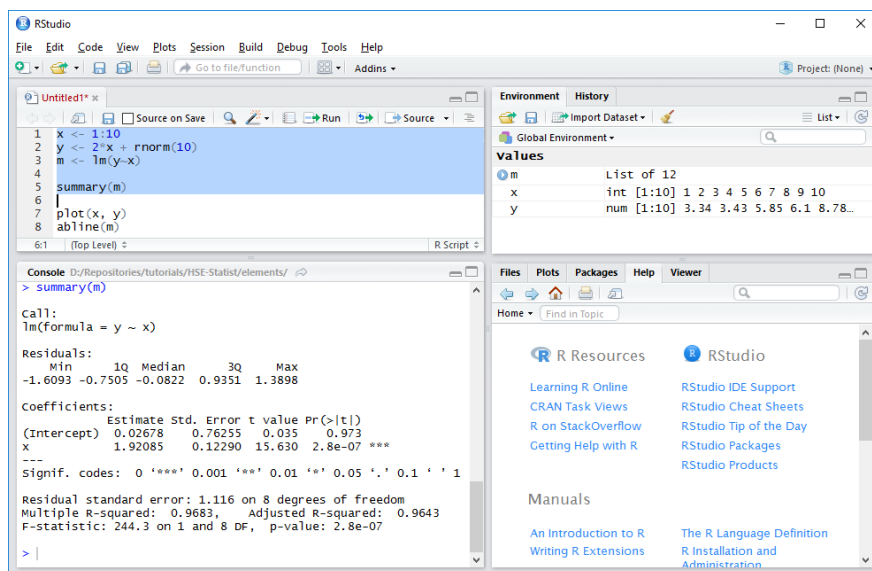 RStudio
File Edit Code View Plots Session Build Debug Tools Help
Go to file/function Addins Project: (None)
Untitled1*
Source on Save Run Source
1 x <- 1:10
2 y <- 2*x + rnorm(10)
3 m <- lm(y~x)
4
5 summary(m)
6
7 plot(x, y)
8 abline(m)
6:1 (Top Level) R Script
Console D:/Repositories/tutorials/HSE-Statist/elements/
> summary(m)
Call:
lm(formula = y ~ x)
Residuals:
    Min      1Q  Median      3Q     Max
-1.6093 -0.7505 -0.0822  0.9351  1.3898
Coefficients:
            Estimate Std. Error t value Pr(>|t|)
(Intercept)  0.02678    0.76255   0.035    0.973
x            1.92085    0.12290  15.630  2.8e-07 ***
---
Signif. codes:  0 ‘***’ 0.001 ‘**’ 0.01 ‘*’ 0.05 ‘.’ 0.1 ‘ ’ 1
Residual standard error: 1.116 on 8 degrees of freedom
Multiple R-squared:  0.9683,    Adjusted R-squared:  0.9643
F-statistic: 244.3 on 1 and 8 DF,  p-value: 2.8e-07
>
Environment History
Import Dataset List
Global Environment
Values
m List of 12
x int [1:10] 1 2 3 4 5 6 7 8 9 10
y num [1:10] 3.34 3.43 5.85 6.1 8.78…
Files Plots Packages Help Viewer
Home Find in Topic
R Resources
Learning R Online
CRAN Task Views
R on StackOverflow
Getting Help with R
RStudio
RStudio IDE Support
RStudio Cheat Sheets
RStudio Tip of the Day
RStudio Packages
RStudio Products
Manuals
An Introduction to R
Writing R Extensions
The R Language Definition
R Installation and
Administration